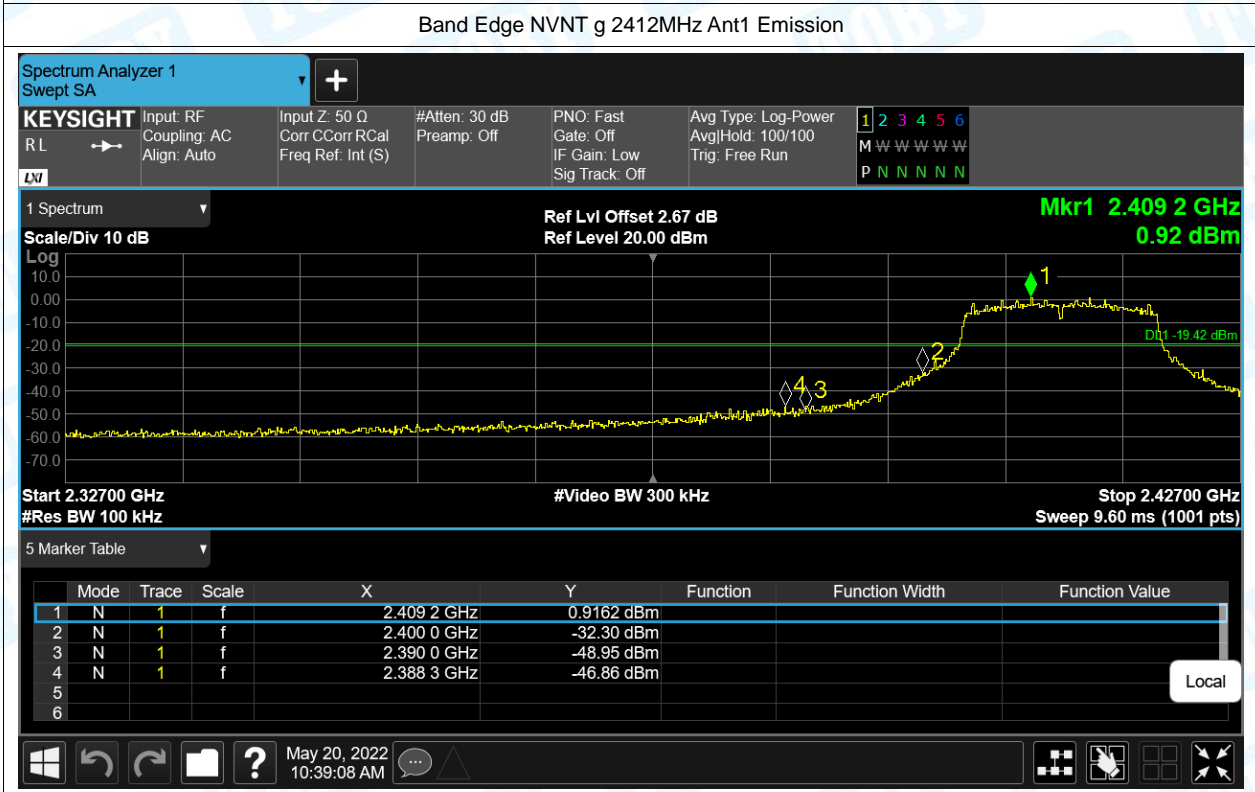 Band Edge NVNT g 2412MHz Ant1 Emission
Spectrum Analyzer 1
Swept SA
+
KEYSIGHT
R L
LXI
Input: RF
Coupling: AC
Align: Auto
Input Z: 50 Ω
Corr CCorr RCal
Freq Ref: Int (S)
#Atten: 30 dB
Preamp: Off
PNO: Fast
Gate: Off
IF Gain: Low
Sig Track: Off
Avg Type: Log-Power
Avg|Hold: 100/100
Trig: Free Run
1 2 3 4 5 6
M W W W W W
P N N N N N
1 Spectrum
Scale/Div 10 dB
Ref Lvl Offset 2.67 dB
Ref Level 20.00 dBm
Mkr1 2.409 2 GHz
0.92 dBm
Log
10.0
0.00
-10.0
-20.0
-30.0
-40.0
-50.0
-60.0
-70.0
1
DL1 -19.42 dBm
2
4 3
Start 2.32700 GHz
#Res BW 100 kHz
#Video BW 300 kHz
Stop 2.42700 GHz
Sweep 9.60 ms (1001 pts)
5 Marker Table
Mode Trace Scale X Y Function Function Width Function Value
1 N 1 f 2.409 2 GHz 0.9162 dBm
2 N 1 f 2.400 0 GHz -32.30 dBm
3 N 1 f 2.390 0 GHz -48.95 dBm
4 N 1 f 2.388 3 GHz -46.86 dBm
5
6
Local
?
May 20, 2022
10:39:08 AM